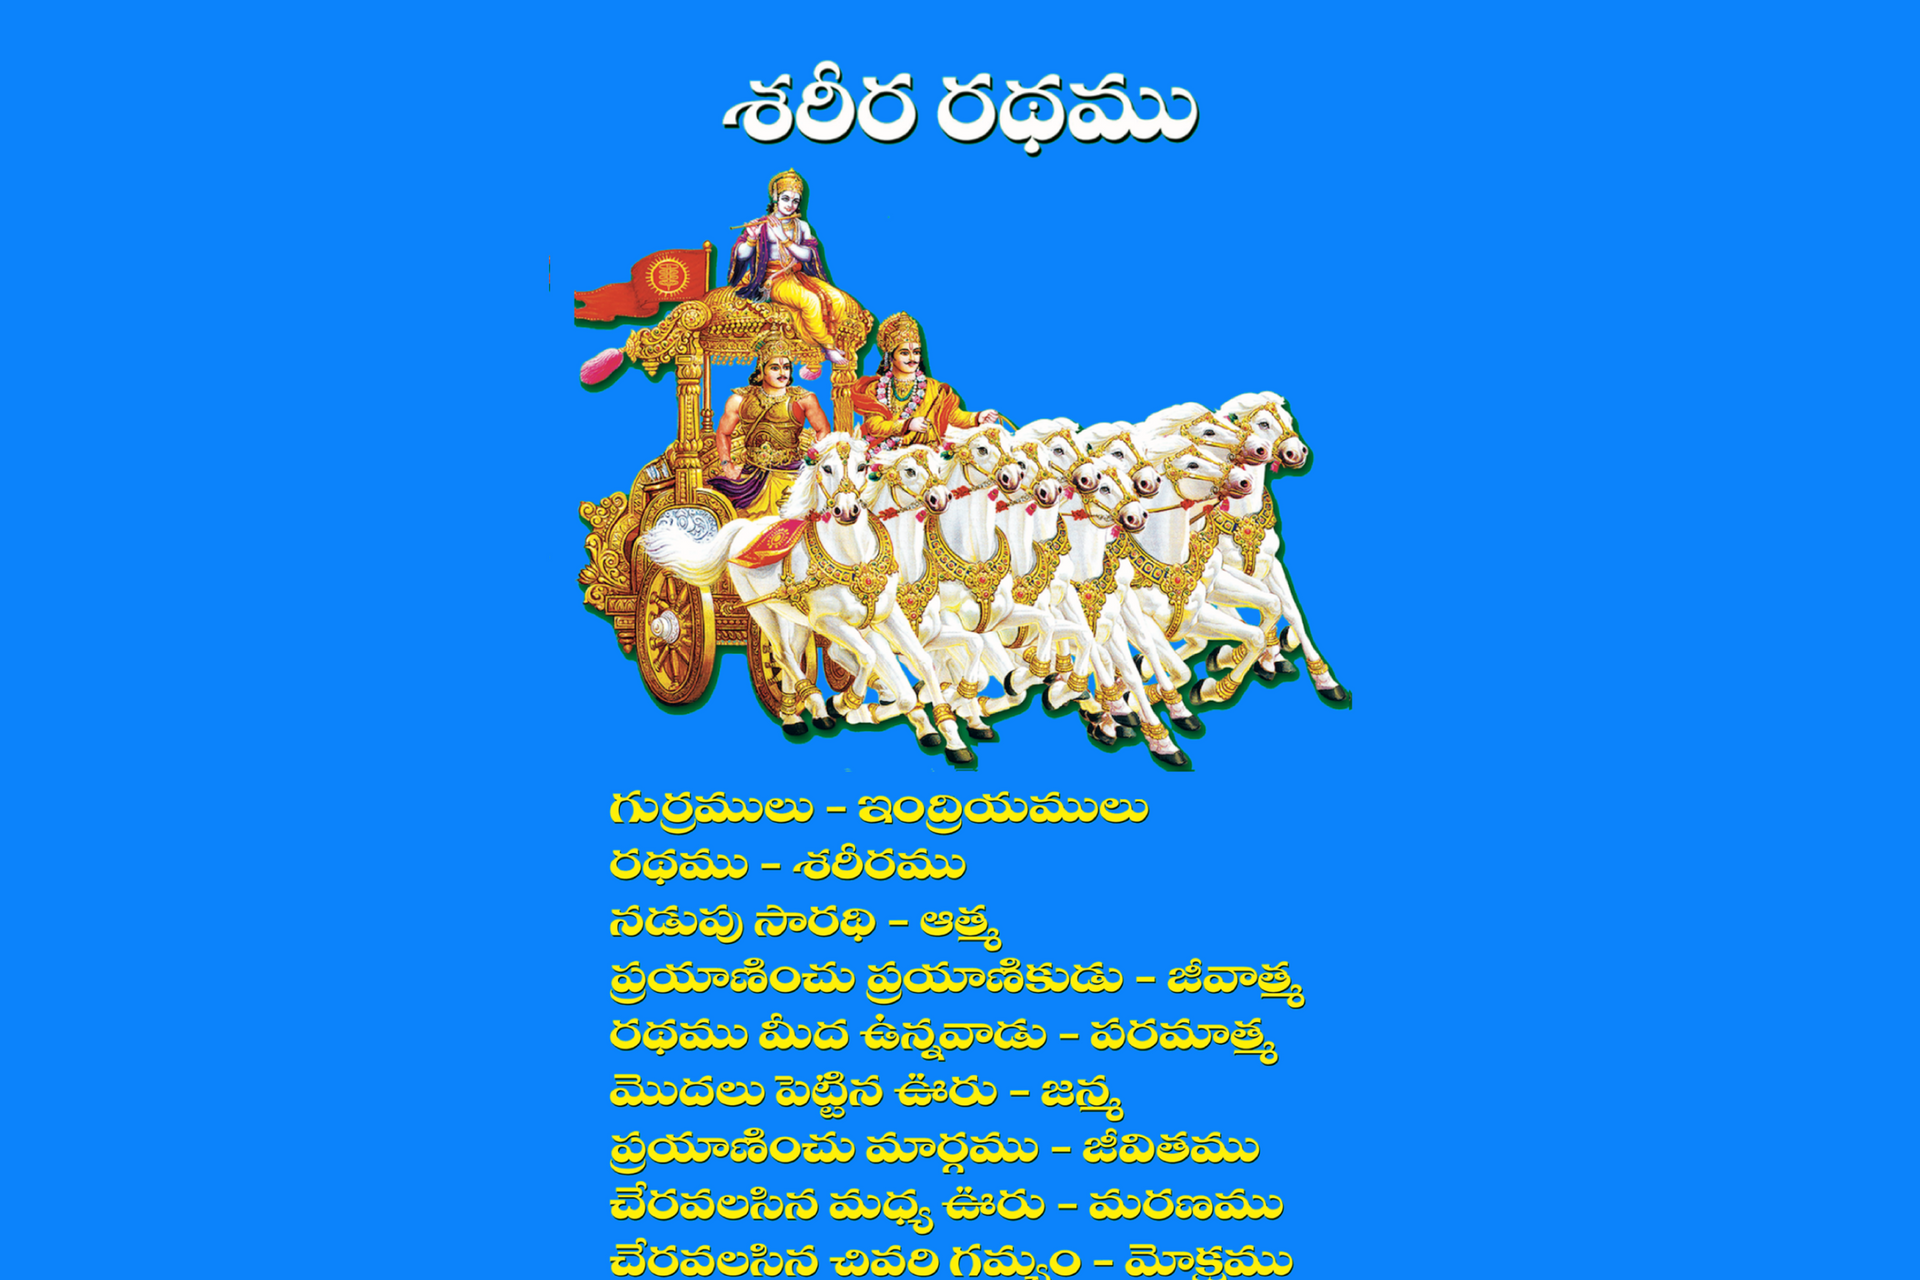 శరీర రథము
గుర్రములు - ఇంద్రియములు
రథము - శరీరము
నడుపు సారథి - ఆత్మ
ప్రయాణించు ప్రయాణికుడు - జీవాత్మ
రథము మీద ఉన్నవాడు - పరమాత్మ
మొదలు పెట్టిన ఊరు - జన్మ
ప్రయాణించు మార్గము - జీవితము
చేరవలసిన మధ్య ఊరు - మరణము
చేరవలసిన చివరి గమ్యం - మోక్షము